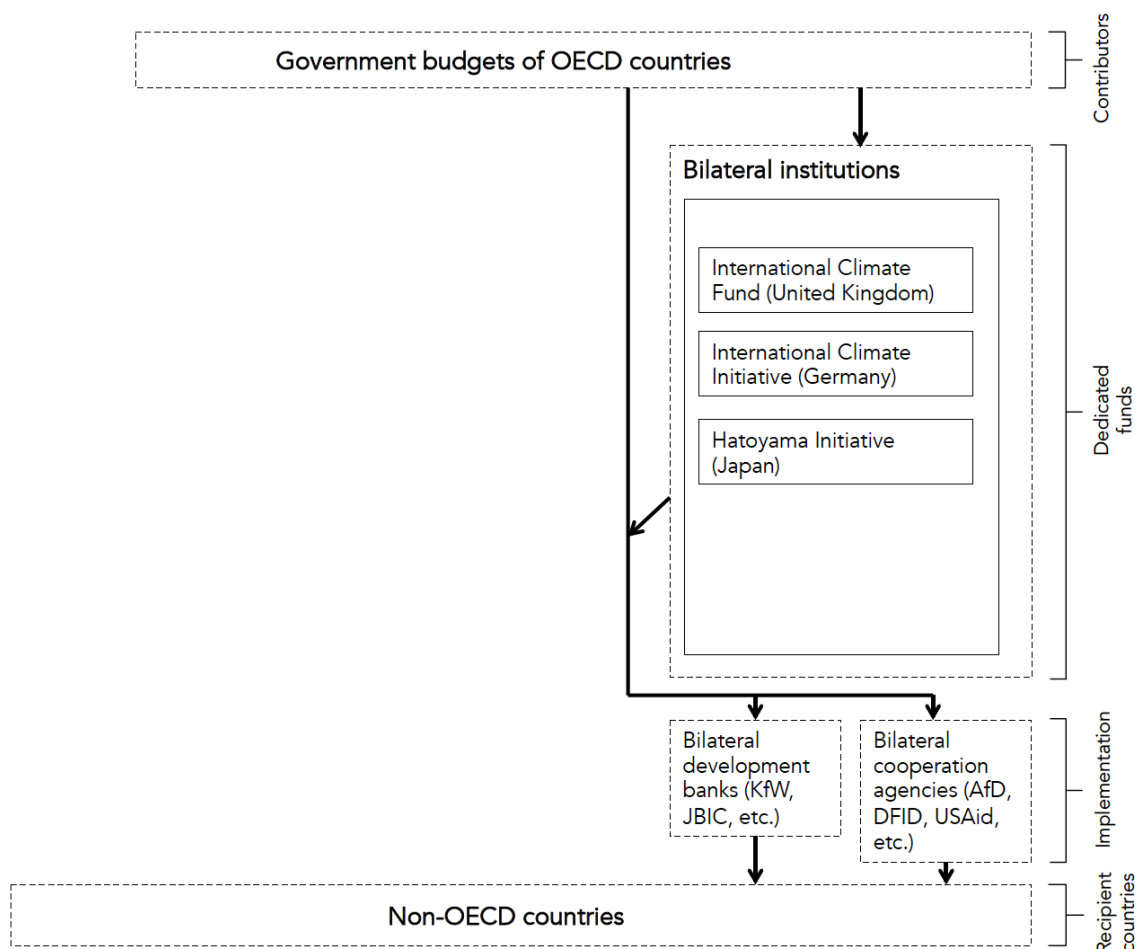 Government budgets of OECD countries
Contributors
Bilateral institutions
International Climate
Fund (United Kingdom)
International Climate
Initiative (Germany)
Hatoyama Initiative
(Japan)
Dedicated
funds
Bilateral
development
banks (KfW,
JBIC, etc.)
Bilateral
cooperation
agencies (AfD,
DFID, USAid,
etc.)
Implementation
Non-OECD countries
Recipient
countries